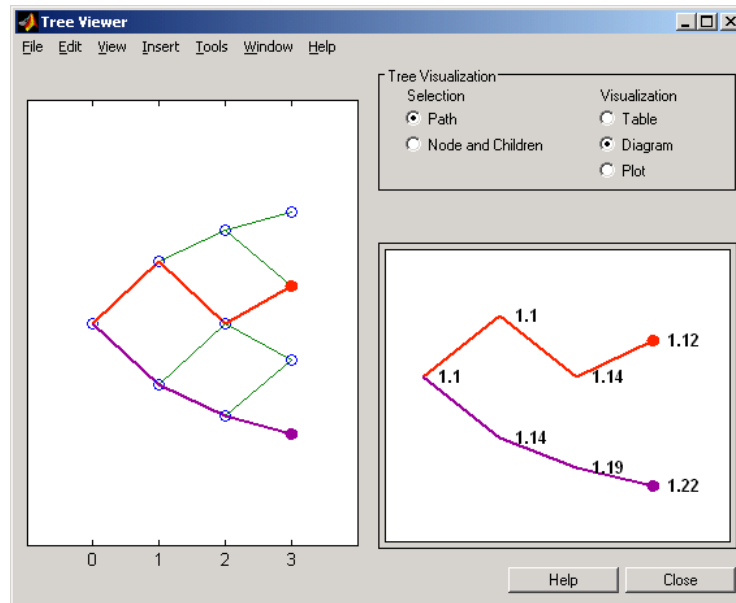 Tree Viewer
File Edit View Insert Tools Window Help
Tree Visualization
Selection Visualization
Path Table
Node and Children Diagram
Plot
1.1
1.12
1.1 1.14
1.14
1.19
1.22
0 1 2 3
Help Close